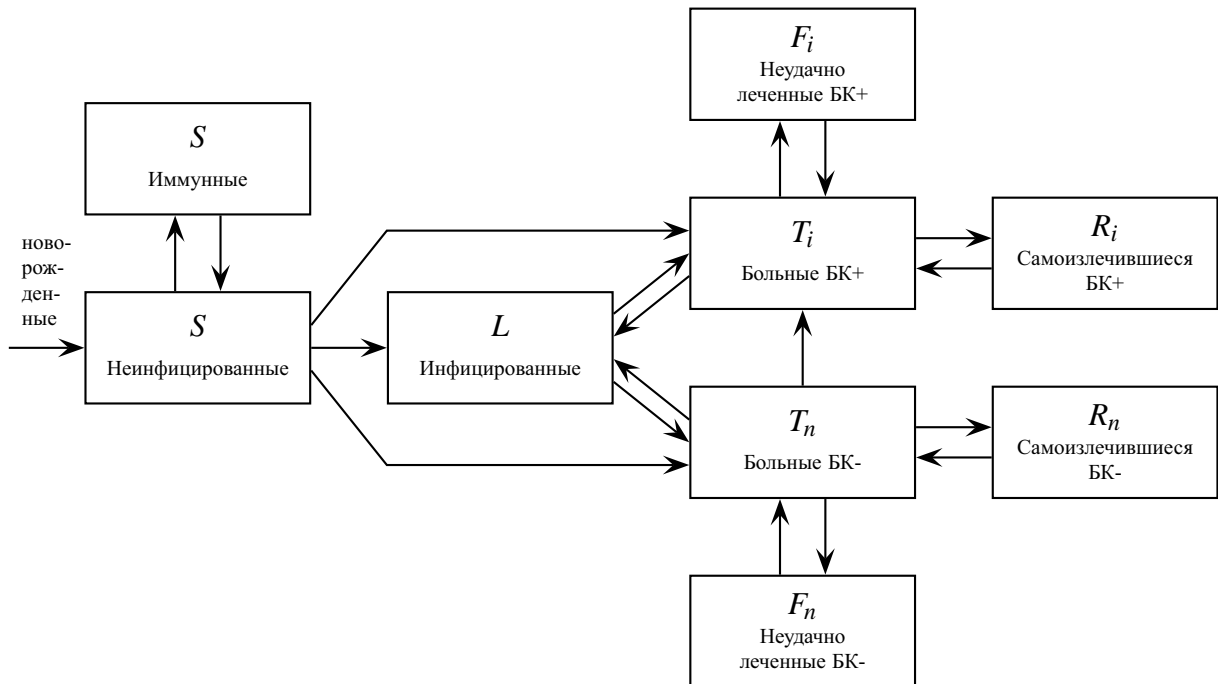 F_i
Неудачно
леченные БК+
S
Иммунные
ново-
рож-
ден-
ные
T_i
Больные БК+
R_i
Самоизлечившиеся
БК+
S
Неинфицированные
L
Инфицированные
T_n
Больные БК-
R_n
Самоизлечившиеся
БК-
F_n
Неудачно
леченные БК-